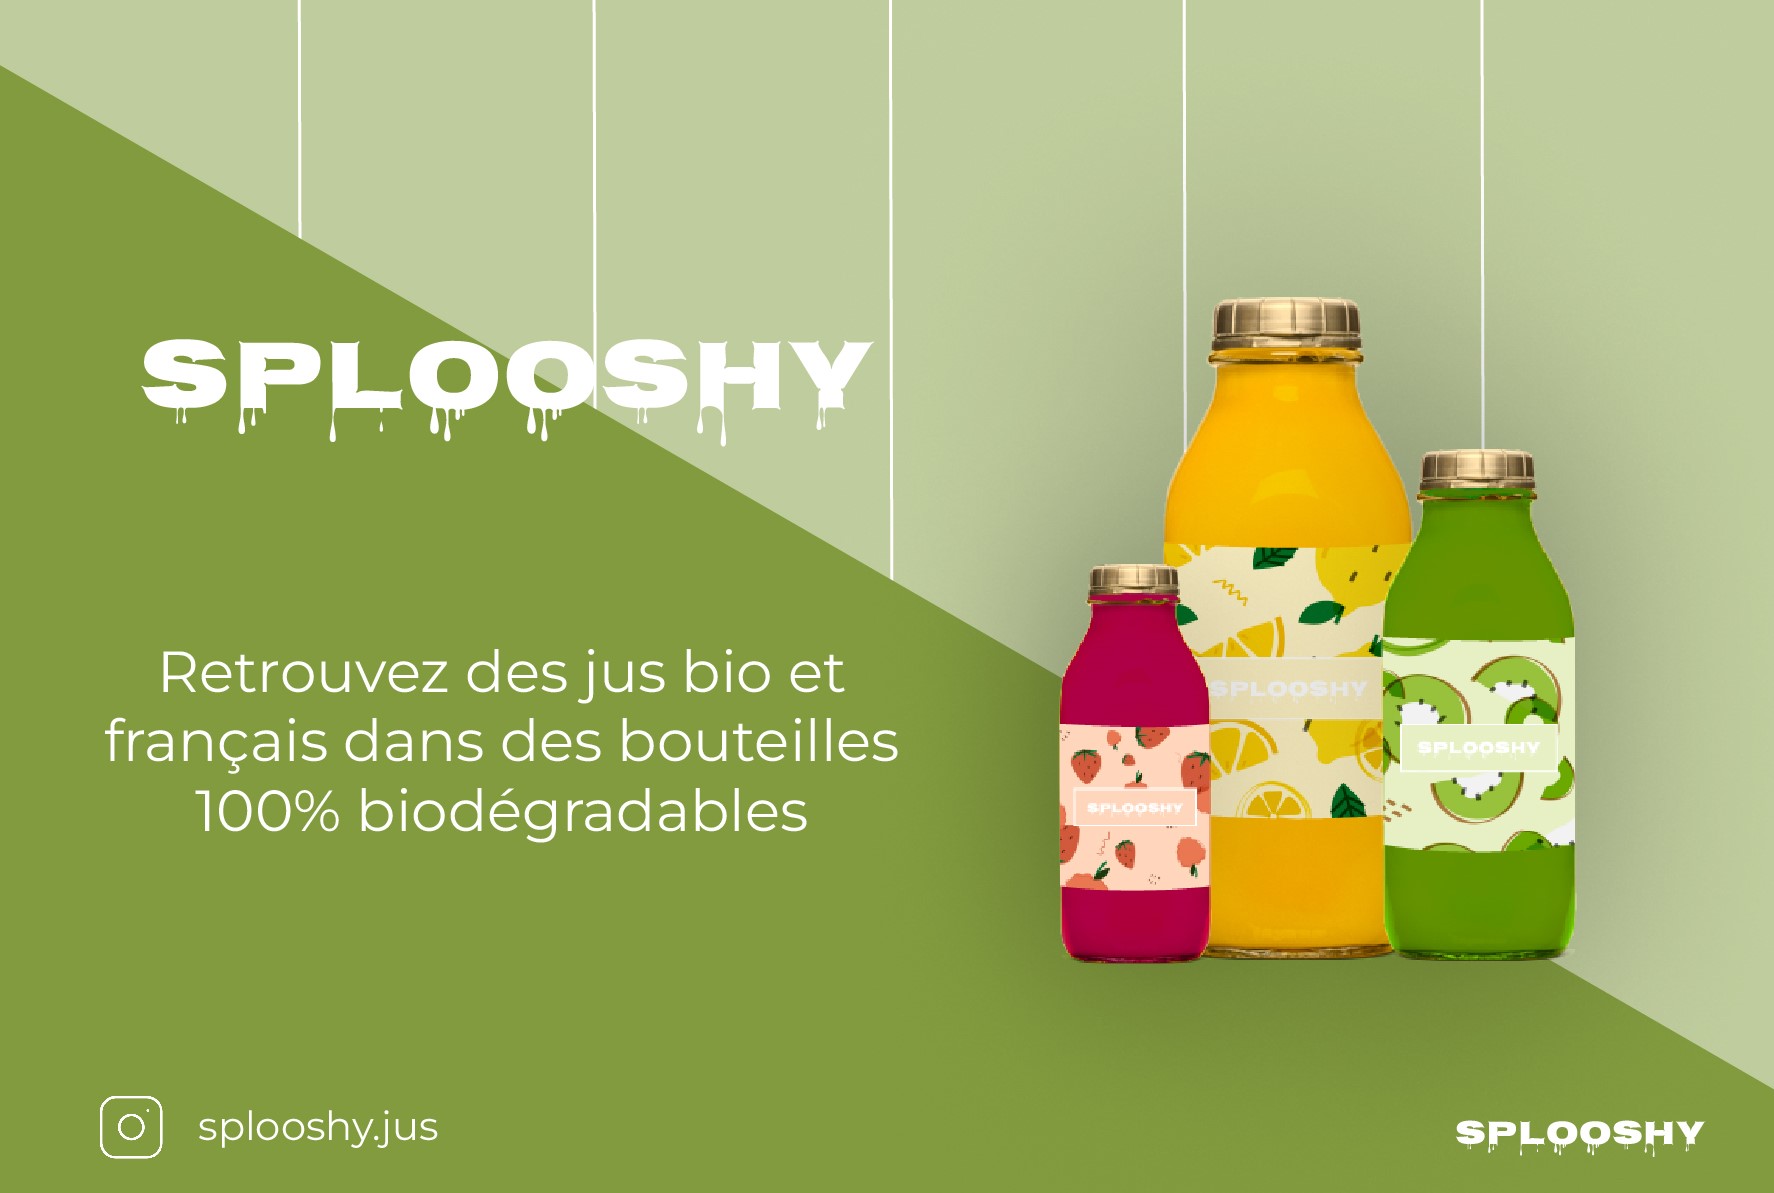 SPLOOSHY
Retrouvez des jus bio et
français dans des bouteilles
100% biodégradables
SPLOOSHY
SPLOOSHY
SPLOOSHY
splooshy.jus
SPLOOSHY